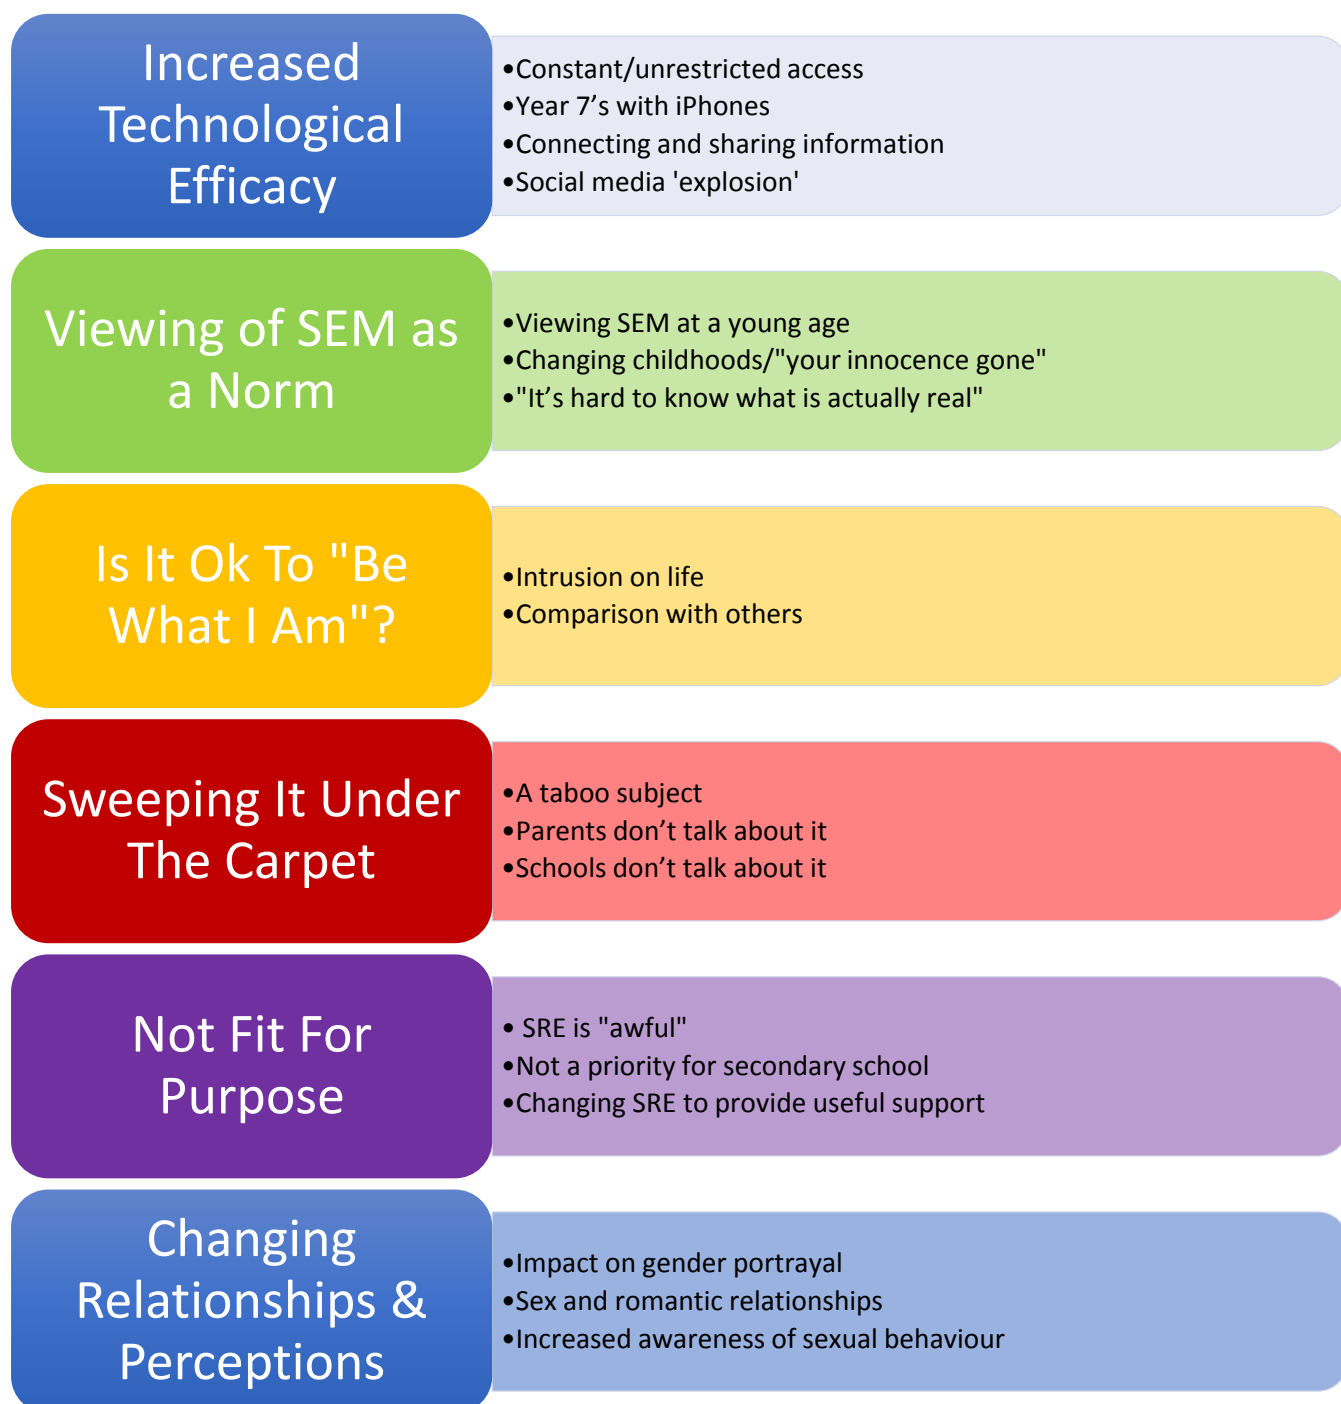 Increased
Technological
Efficacy
•Constant/unrestricted access
•Year 7’s with iPhones
•Connecting and sharing information
•Social media 'explosion'
Viewing of SEM as
a Norm
•Viewing SEM at a young age
•Changing childhoods/"your innocence gone"
•"It’s hard to know what is actually real"
Is It Ok To "Be
What I Am"?
•Intrusion on life
•Comparison with others
Sweeping It Under
The Carpet
•A taboo subject
•Parents don’t talk about it
•Schools don’t talk about it
Not Fit For
Purpose
• SRE is "awful"
•Not a priority for secondary school
•Changing SRE to provide useful support
Changing
Relationships &
Perceptions
•Impact on gender portrayal
•Sex and romantic relationships
•Increased awareness of sexual behaviour